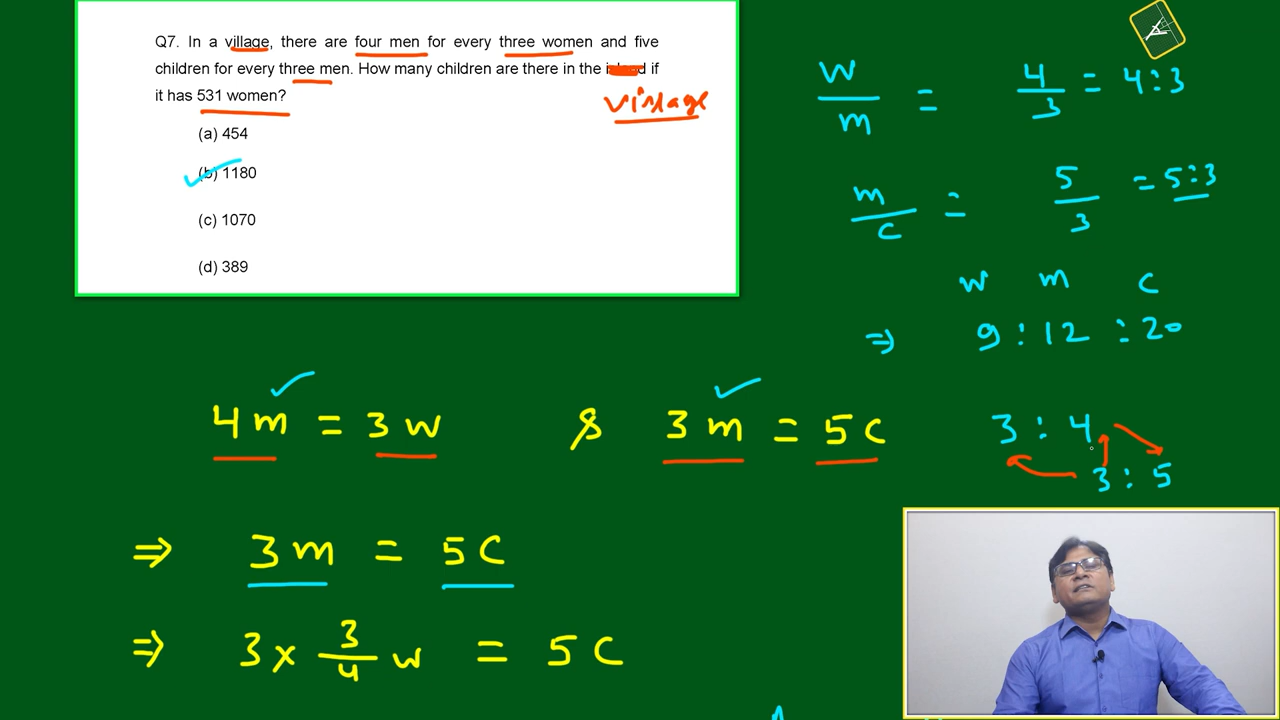 Q7. In a village, there are four men for every three women and five
children for every three men. How many children are there in the island if
it has 531 women?
village
(a) 454
(b) 1180
(c) 1070
(d) 389
w/m = 4/3 = 4:3
m/c = 5/3 = 5:3
w m c
⇒ 9 : 12 : 20
4m = 3w & 3m = 5c
3 : 4
3 : 5
⇒ 3m = 5c
⇒ 3 x 3/4 w = 5c